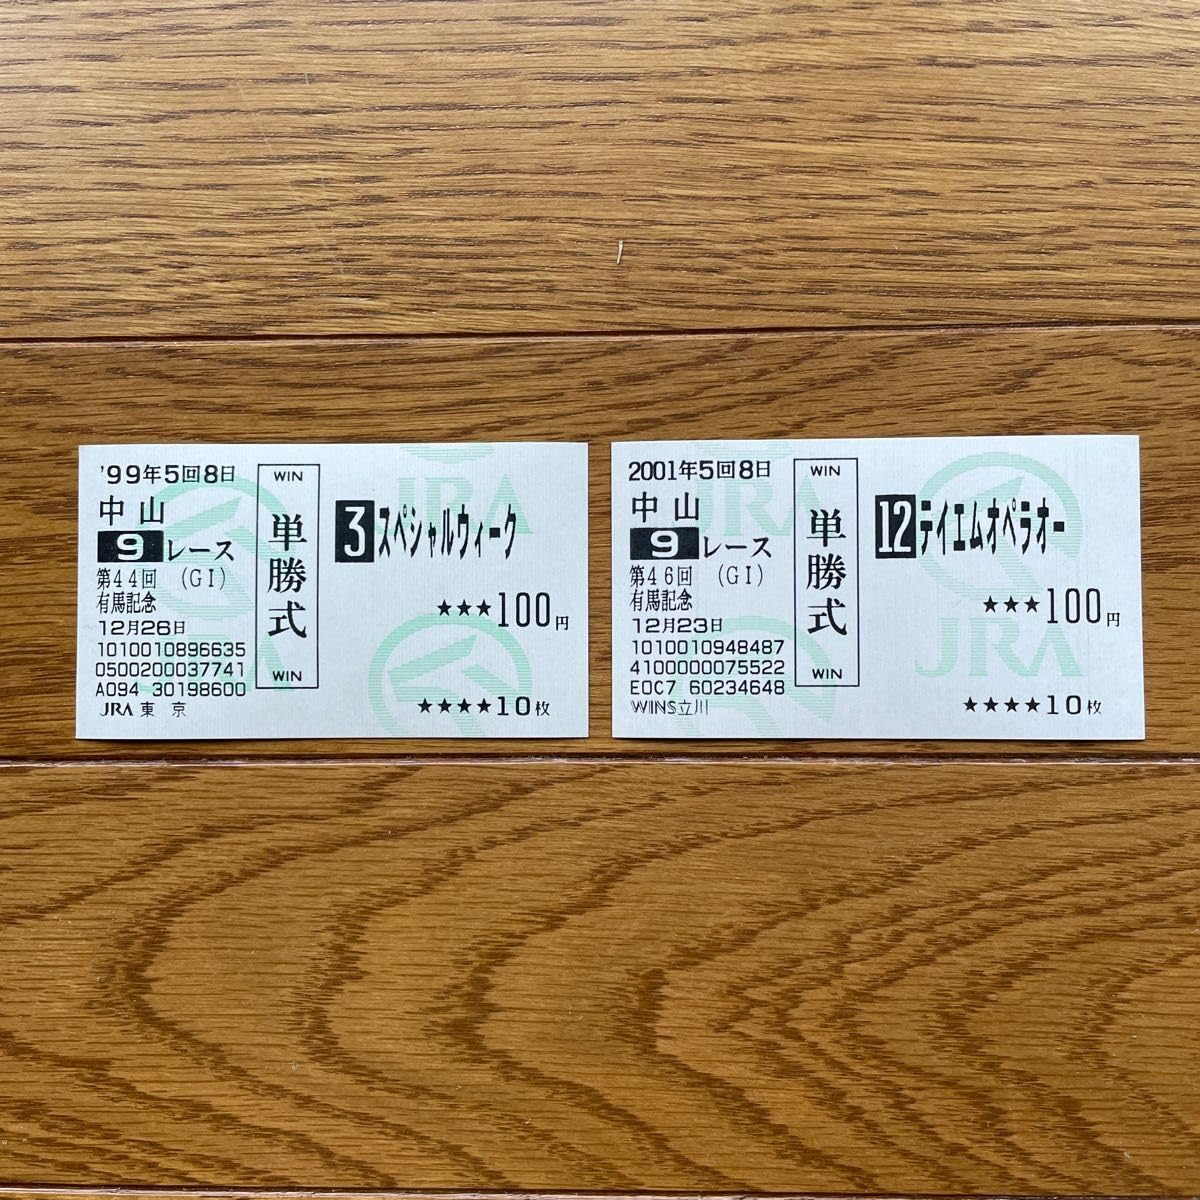 '99年5回8日
中山
9 レース
第44回 (GI)
有馬記念
12月26日
1010010896635
0500200037741
A094 30198600
JRA 東 京
WIN
単勝式
WIN
3 スペシャルウィーク
★★★100円
★★★★10枚
JRA
2001年5回8日
中山
9 レース
第46回 (GI)
有馬記念
12月23日
1010010948487
4100000075522
E0C7 60234648
WINS立川
WIN
単勝式
WIN
12 テイエムオペラオー
★★★100円
★★★★10枚
JRA